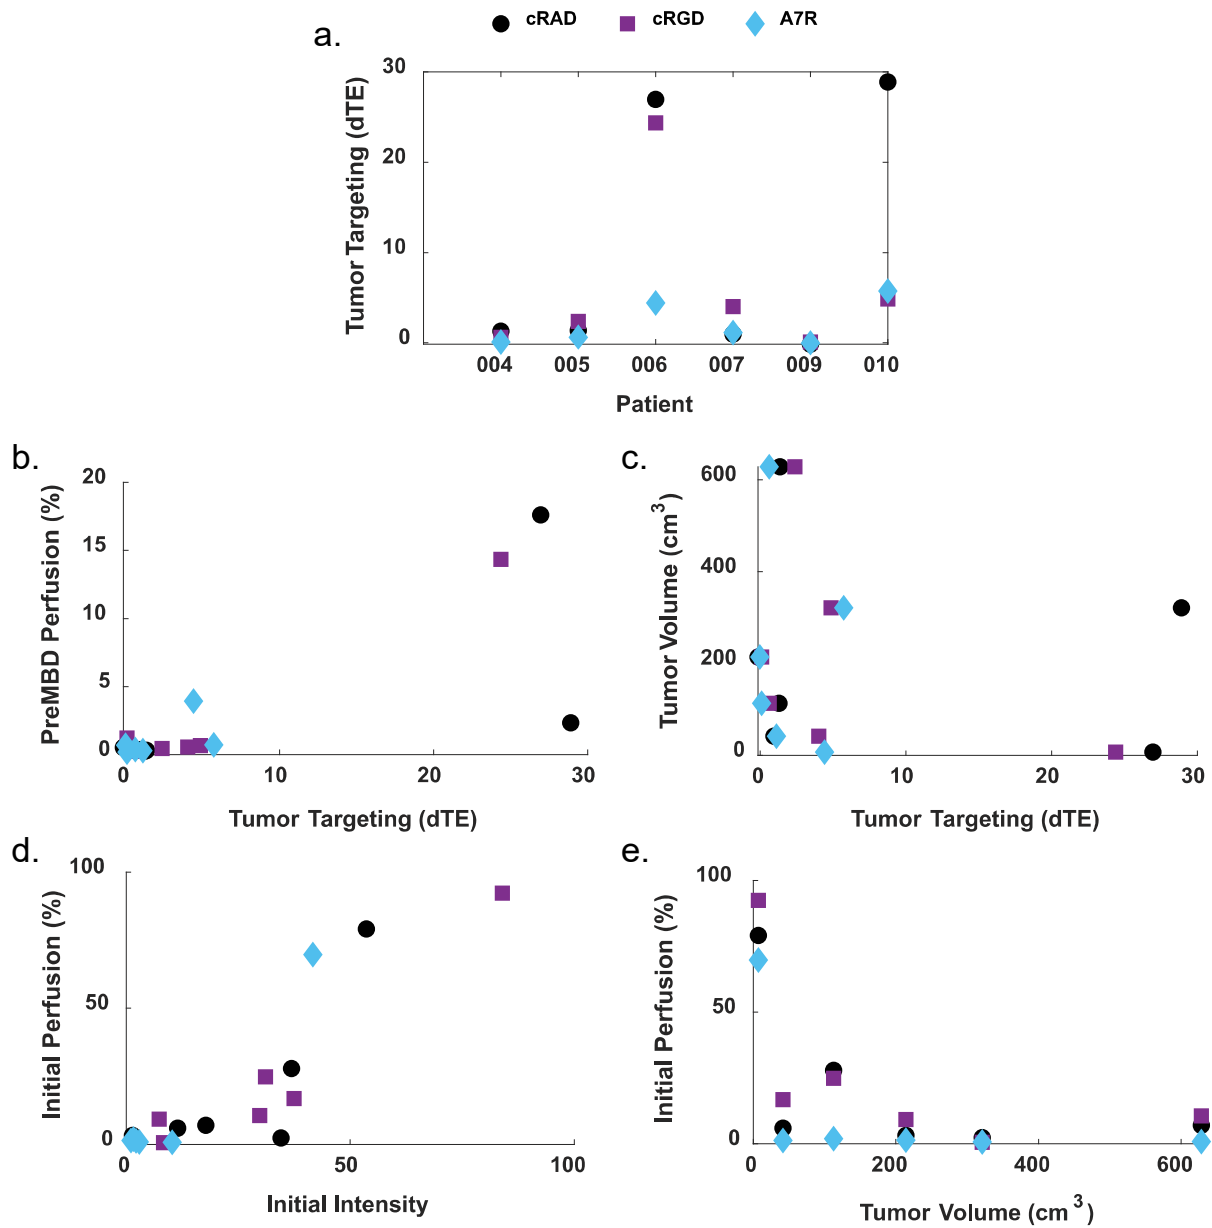 cRAD cRGD A7R
a.
Tumor Targeting (dTE)
30
20
10
0
004 005 006 007 009 010
Patient
b.
PreMBD Perfusion (%)
20
15
10
5
0
0 10 20 30
Tumor Targeting (dTE)
c.
Tumor Volume (cm3)
600
400
200
0
0 10 20 30
Tumor Targeting (dTE)
d.
Initial Perfusion (%)
100
50
0
0 50 100
Initial Intensity
e.
Initial Perfusion (%)
100
50
0
0 200 400 600
Tumor Volume (cm3)